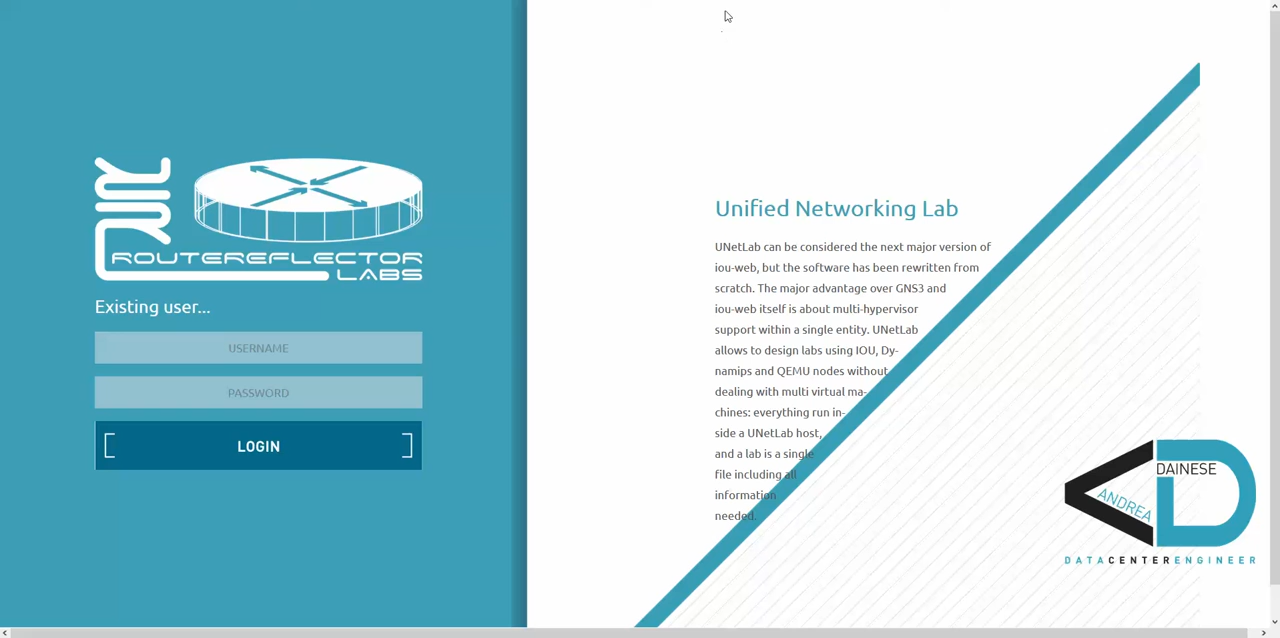 ROUTEREFLECTOR
LABS
Existing user...
USERNAME
PASSWORD
LOGIN
Unified Networking Lab
UNetLab can be considered the next major version of
iou-web, but the software has been rewritten from
scratch. The major advantage over GNS3 and
iou-web itself is about multi-hypervisor
support within a single entity. UNetLab
allows to design labs using IOU, Dy-
namips and QEMU nodes without
dealing with multi virtual ma-
chines: everything run in-
side a UNetLab host,
and a lab is a single
file including all
information
needed.
DAINESE
ANDREA
DATACENTERENGINEER